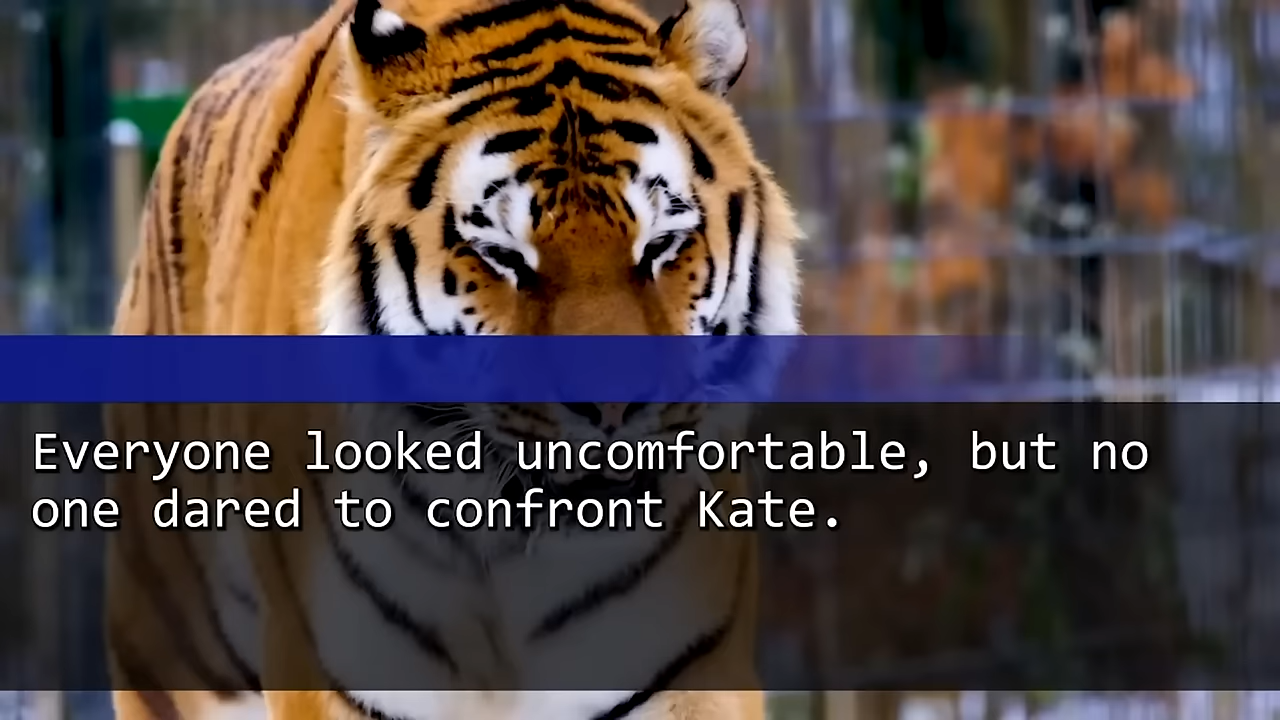 Everyone looked uncomfortable, but no
one dared to confront Kate.